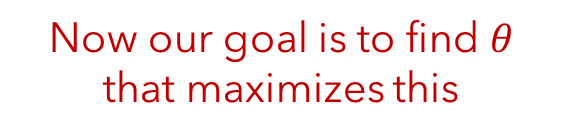 Now our goal is to find θ
that maximizes this